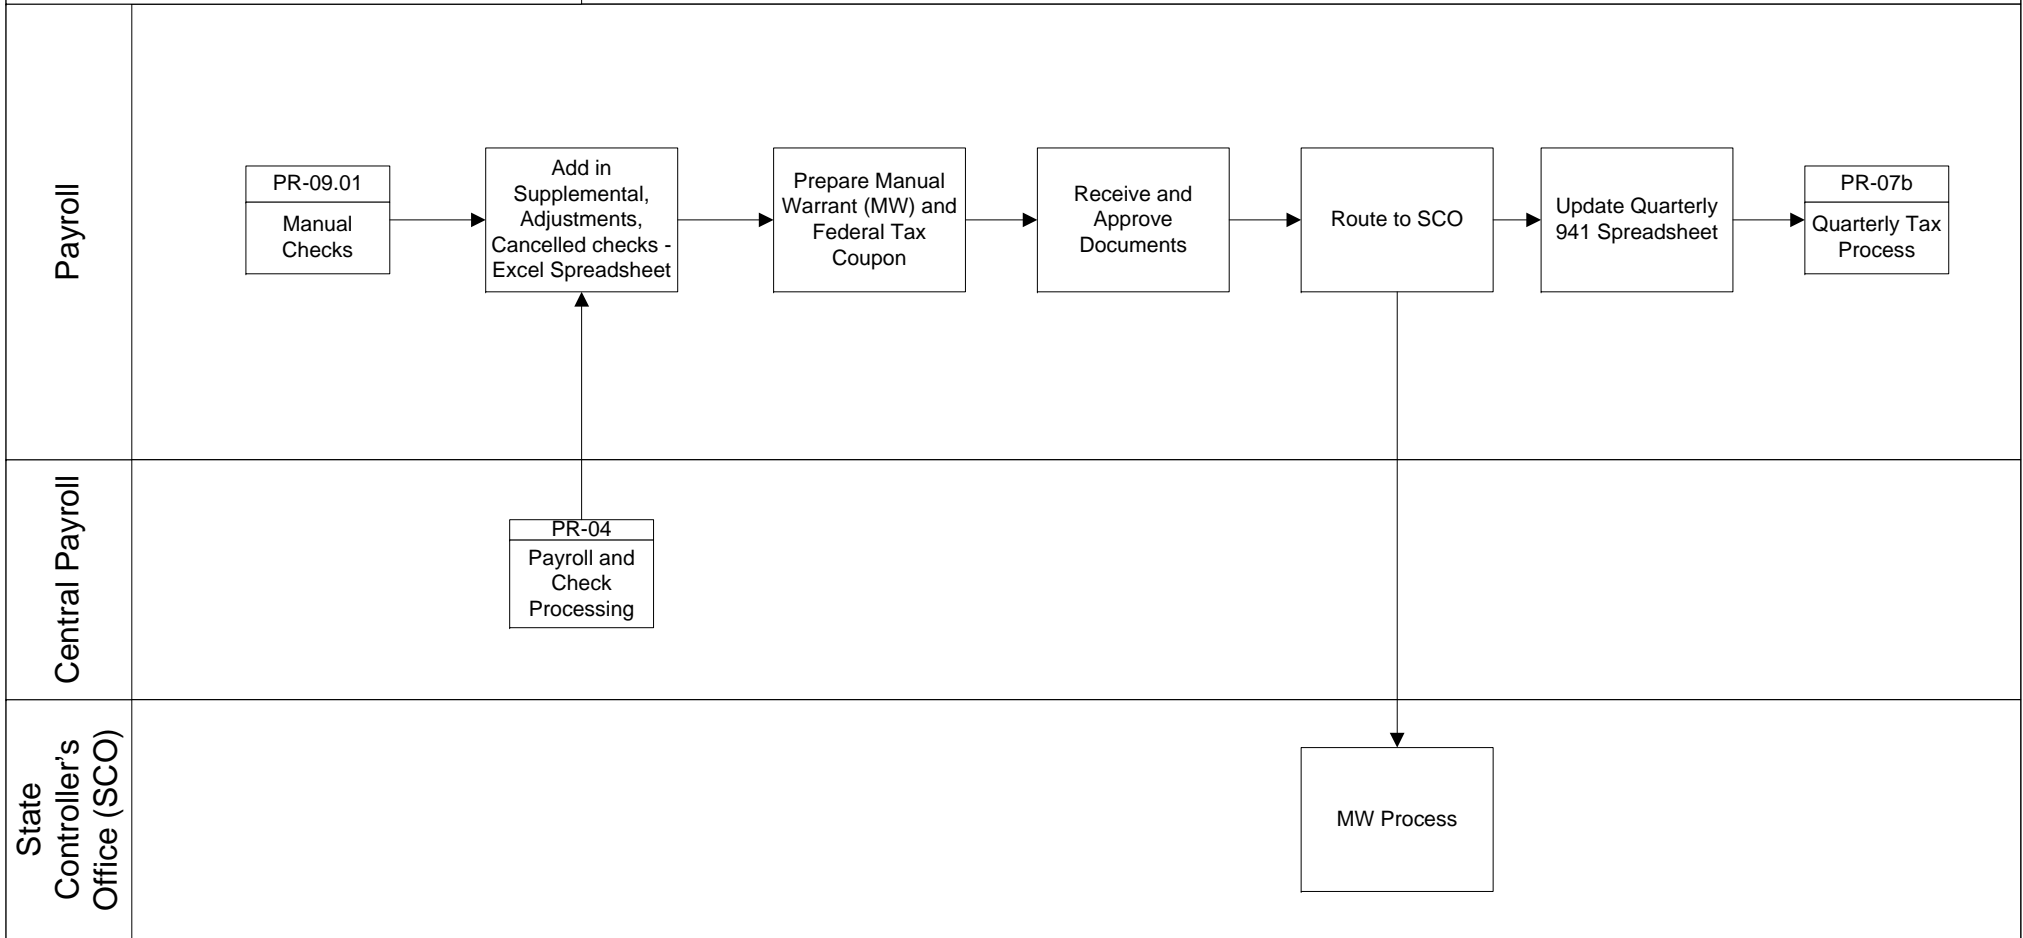 Payroll
PR-09.01
Manual
Checks
Add in
Supplemental,
Adjustments,
Cancelled checks -
Excel Spreadsheet
Prepare Manual
Warrant (MW) and
Federal Tax
Coupon
Receive and
Approve
Documents
Route to SCO
Update Quarterly
941 Spreadsheet
PR-07b
Quarterly Tax
Process
Central Payroll
PR-04
Payroll and
Check
Processing
State
Controller's
Office (SCO)
MW Process